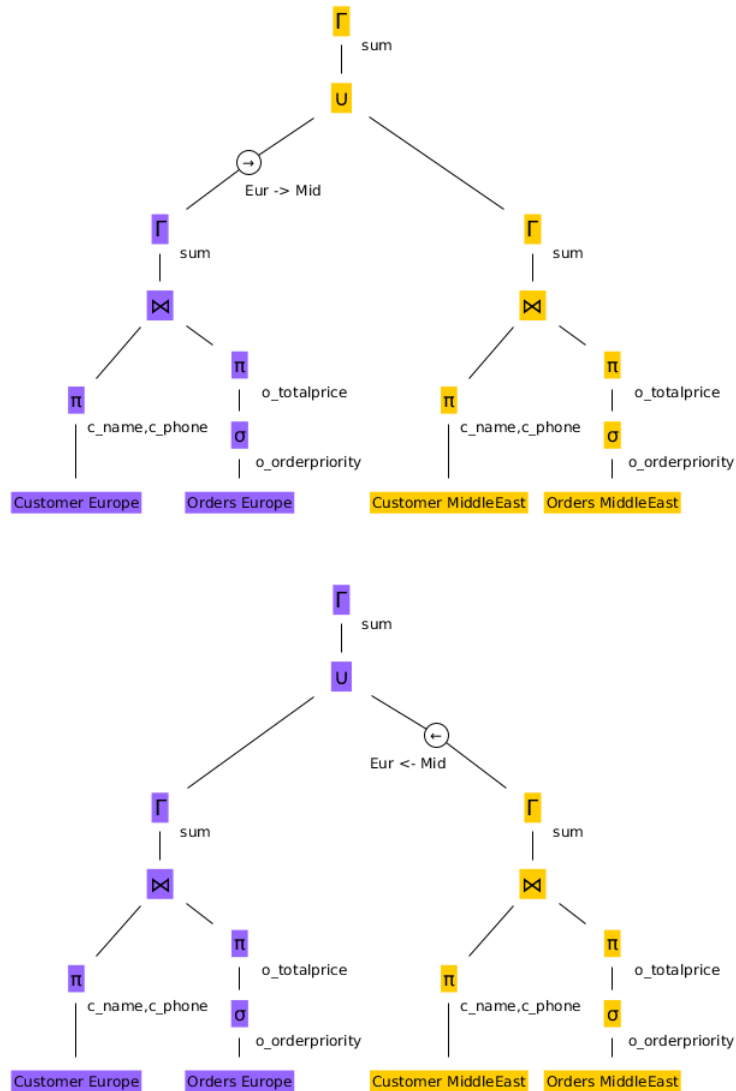 Γ
sum
∪
→
Eur -> Mid
Γ
sum
Γ
sum
⋈
⋈
π
o_totalprice
π
o_totalprice
π
c_name,c_phone
π
c_name,c_phone
σ
o_orderpriority
σ
o_orderpriority
Customer Europe
Orders Europe
Customer MiddleEast
Orders MiddleEast
Γ
sum
∪
←
Eur <- Mid
Γ
sum
Γ
sum
⋈
⋈
π
o_totalprice
π
o_totalprice
π
c_name,c_phone
π
c_name,c_phone
σ
o_orderpriority
σ
o_orderpriority
Customer Europe
Orders Europe
Customer MiddleEast
Orders MiddleEast